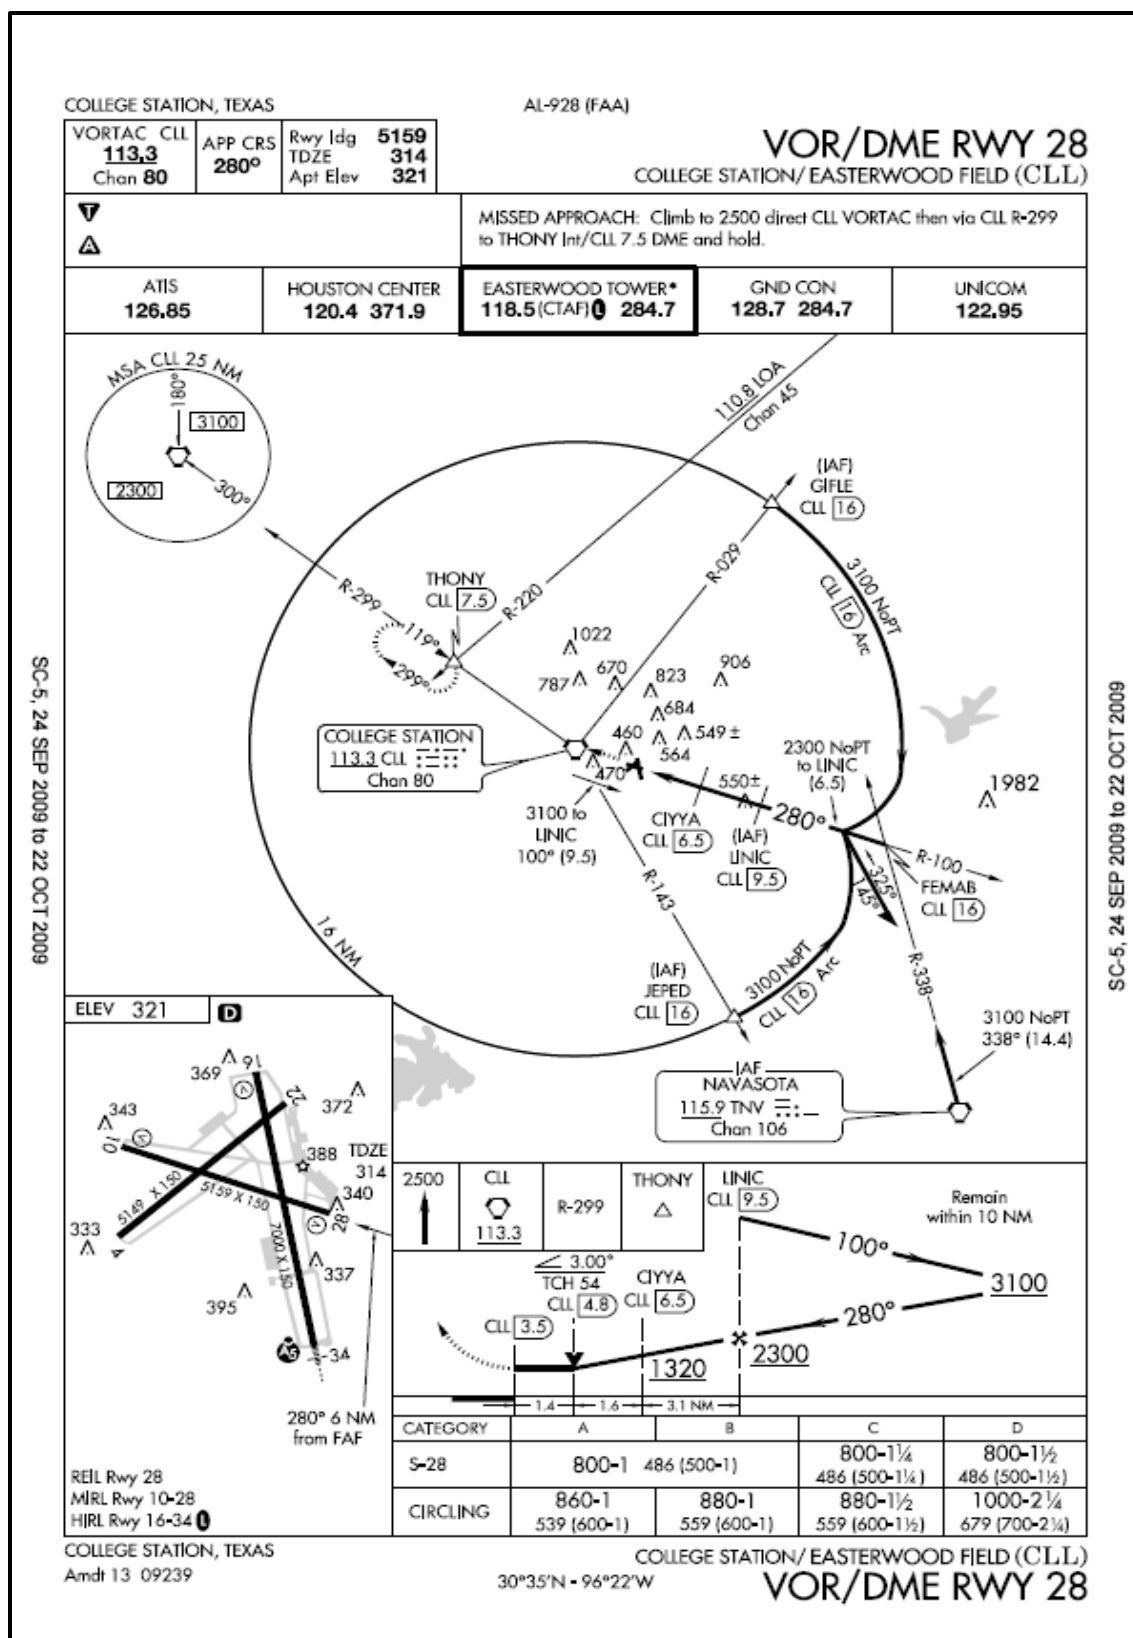 COLLEGE STATION, TEXAS
AL-928 (FAA)
VORTAC CLL
113.3
Chan 80
APP CRS
280°
Rwy ldg 5159
TDZE 314
Apt Elev 321
VOR/DME RWY 28
COLLEGE STATION/ EASTERWOOD FIELD (CLL)
T
A
MISSED APPROACH: Climb to 2500 direct CLL VORTAC then via CLL R-299
to THONY Int/CLL 7.5 DME and hold.
ATIS
126.85
HOUSTON CENTER
120.4 371.9
EASTERWOOD TOWER*
118.5 (CTAF) L 284.7
GND CON
128.7 284.7
UNICOM
122.95
MSA CLL 25 NM
180°
3100
2300
300°
110.8 LOA
Chan 45
(IAF)
GIFLE
CLL 16
R-299
THONY
CLL 7.5
R-220
R-029
3100 NoPT
CLL 16 Arc
119°
299°
1022
787
670
823
906
684
460
564
549 ±
470
COLLEGE STATION
113.3 CLL
Chan 80
2300 NoPT
to LINIC
(6.5)
1982
550±
280°
3100 to
LINIC
100° (9.5)
CIYYA
CLL 6.5
(IAF)
LINIC
CLL 9.5
R-100
325°
145°
FEMAB
CLL 16
R-143
16 NM
(IAF)
JEPED
CLL 16
3100 NoPT
CLL 16 Arc
R-338
3100 NoPT
338° (14.4)
IAF
NAVASOTA
115.9 TNV
Chan 106
SC-5, 24 SEP 2009 to 22 OCT 2009
SC-5, 24 SEP 2009 to 22 OCT 2009
ELEV 321
D
369
16
22
372
343
10
V
V
388
TDZE
314
5149 X 150
5159 X 150
7000 X 150
340
28
V
333
4
337
395
A5
34
280° 6 NM
from FAF
REIL Rwy 28
MIRL Rwy 10-28
HIRL Rwy 16-34 L
2500
CLL
113.3
R-299
THONY
LINIC
CLL 9.5
Remain
within 10 NM
100°
3100
280°
3.00°
TCH 54
CLL 4.8
CIYYA
CLL 6.5
CLL 3.5
1320
2300
1.4
1.6
3.1 NM
CATEGORY A B C D
S-28 800-1 486 (500-1) 800-1¼ 486 (500-1¼) 800-1½ 486 (500-1½)
CIRCLING 860-1 539 (600-1) 880-1 559 (600-1) 880-1½ 559 (600-1½) 1000-2¼ 679 (700-2¼)
COLLEGE STATION, TEXAS
Amdt 13 09239
30°35'N - 96°22'W
COLLEGE STATION/ EASTERWOOD FIELD (CLL)
VOR/DME RWY 28